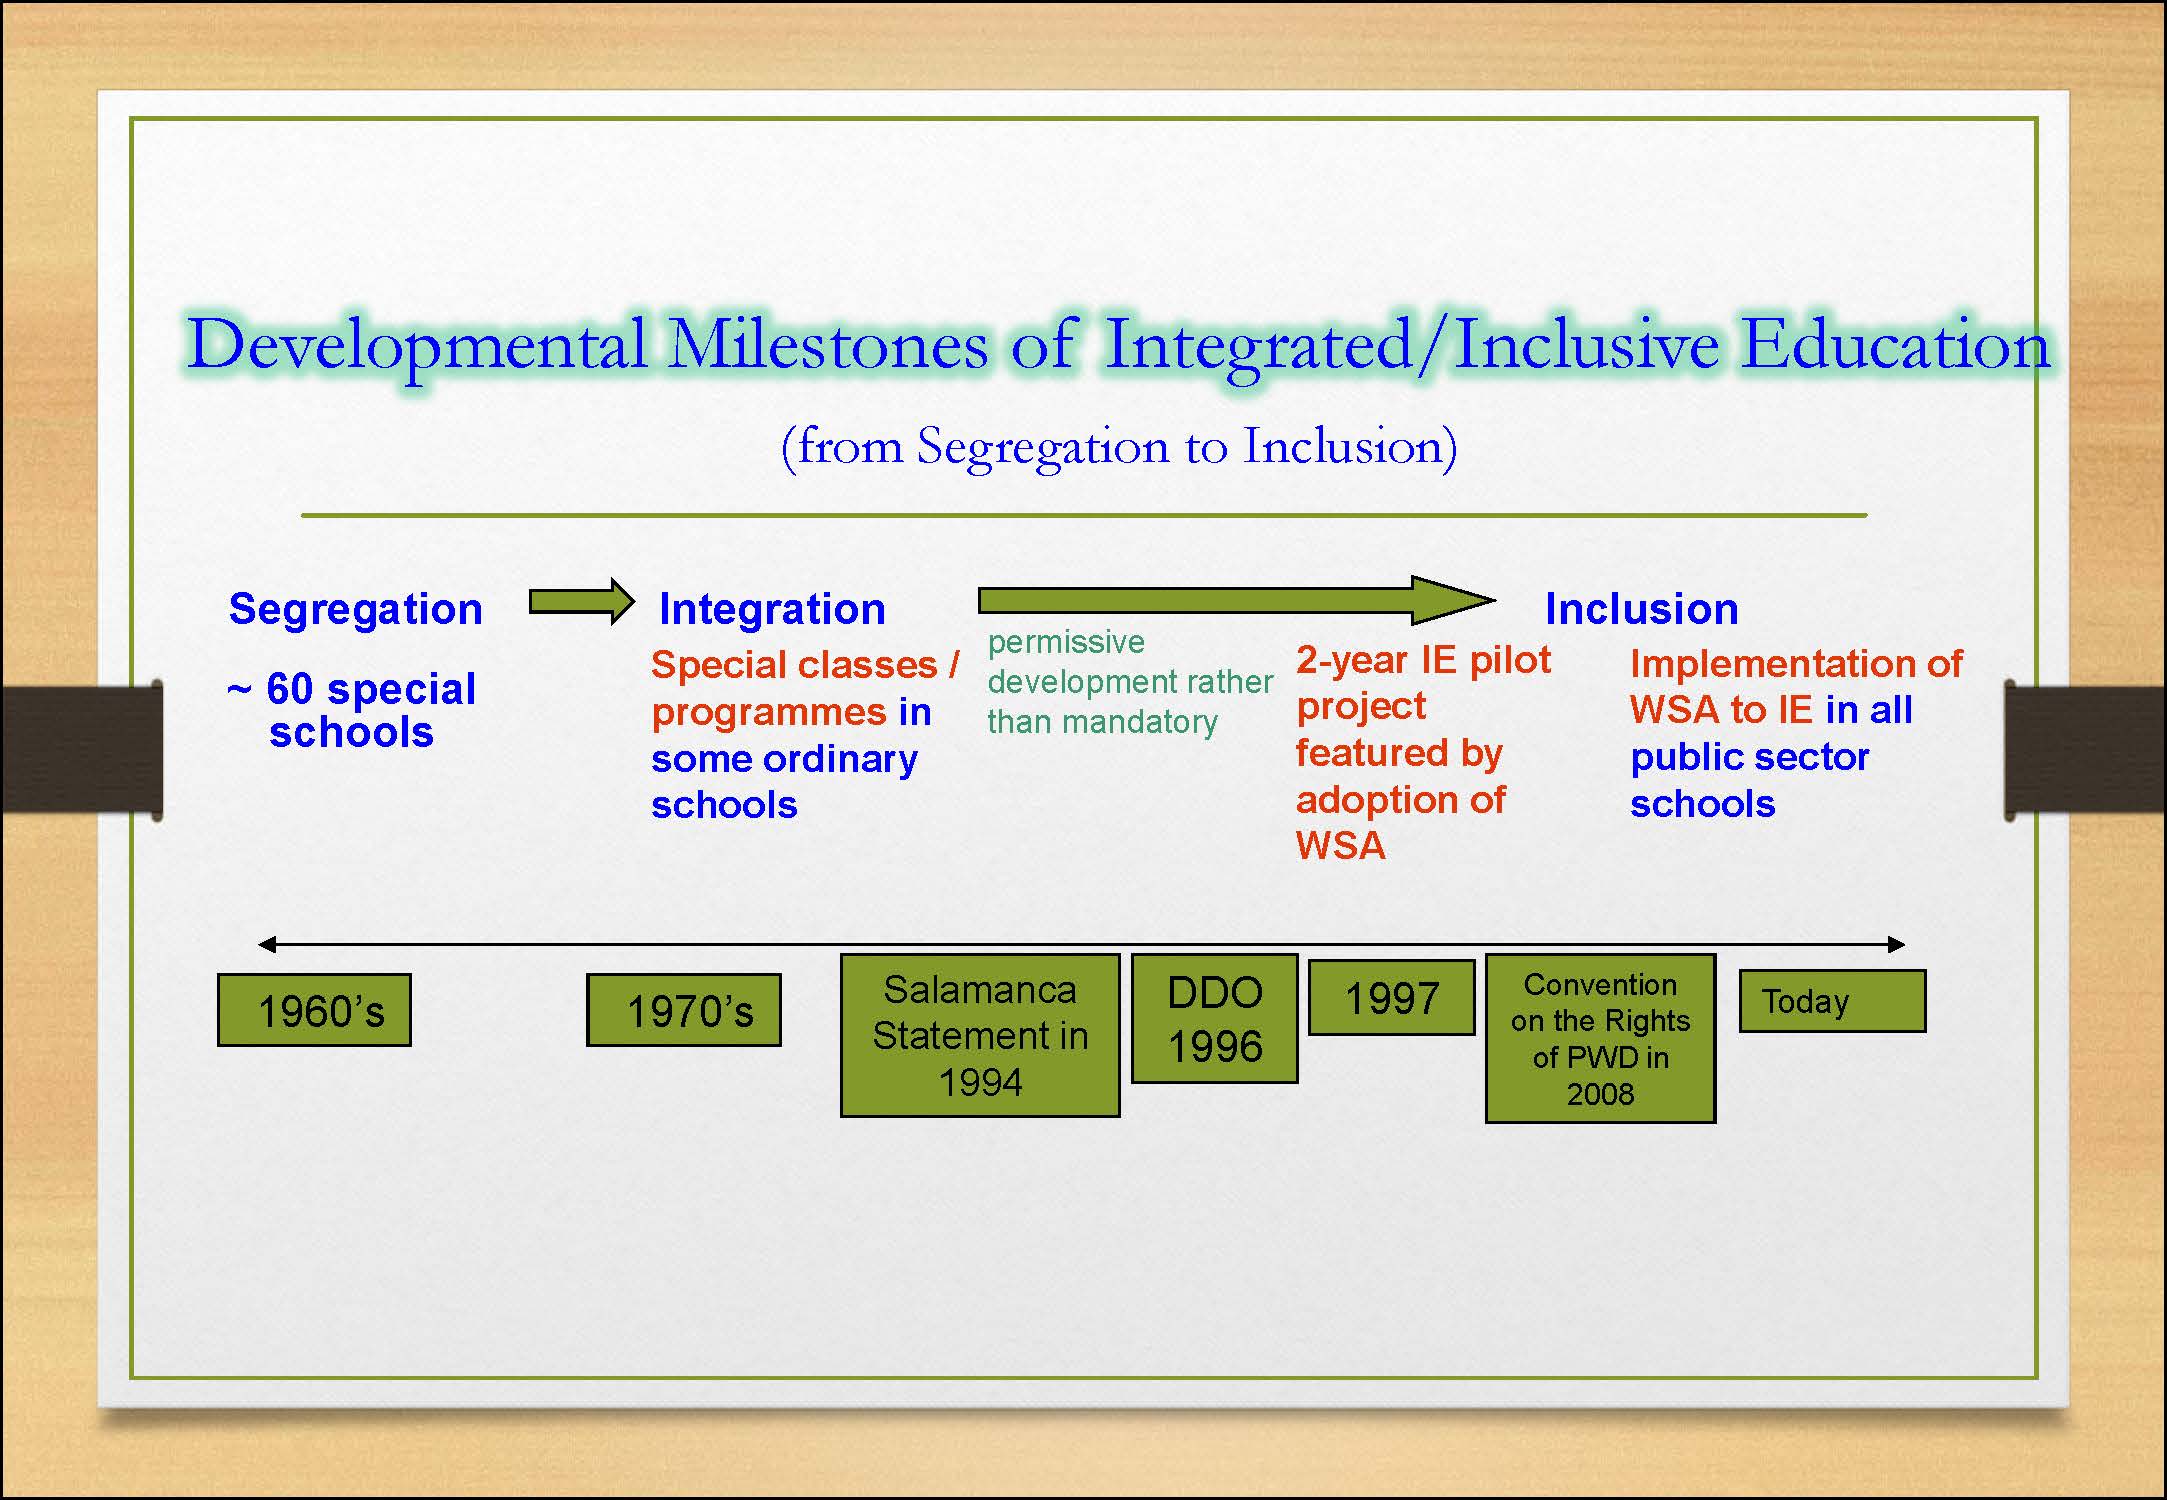 Developmental Milestones of Integrated/Inclusive Education
(from Segregation to Inclusion)
Segregation
~ 60 special
schools
Integration
Special classes /
programmes in
some ordinary
schools
permissive
development rather
than mandatory
2-year IE pilot
project
featured by
adoption of
WSA
Inclusion
Implementation of
WSA to IE in all
public sector
schools
1960’s
1970’s
Salamanca
Statement in
1994
DDO
1996
1997
Convention
on the Rights
of PWD in
2008
Today